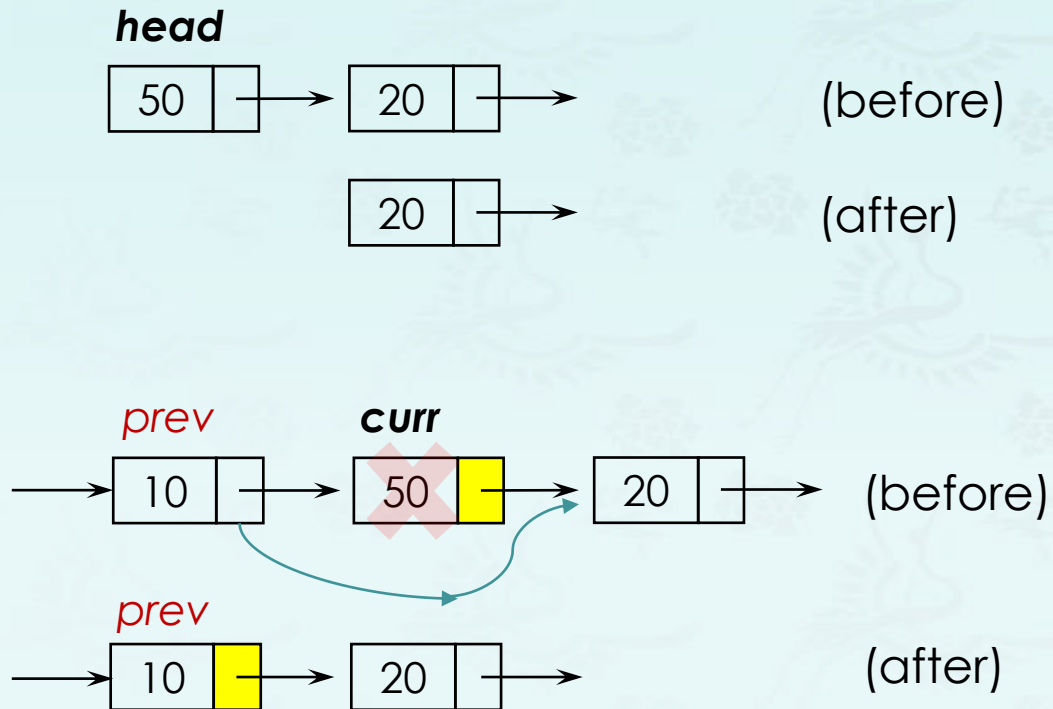 head
50 20 (before)
20 (after)
prev curr
10 50 20 (before)
prev
10 20 (after)